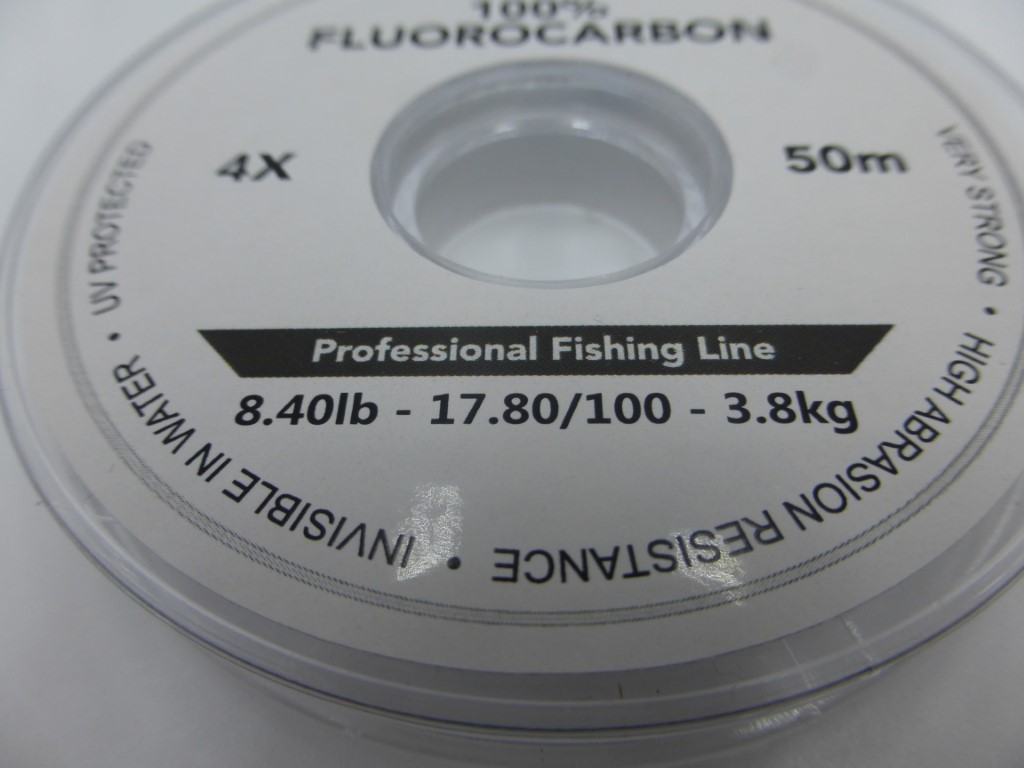 100%
FLUOROCARBON
4X
50m
Professional Fishing Line
8.40lb - 17.80/100 - 3.8kg
VERY STRONG • HIGH ABRASION RESISTANCE • INVISIBLE IN WATER • UV PROTECTED